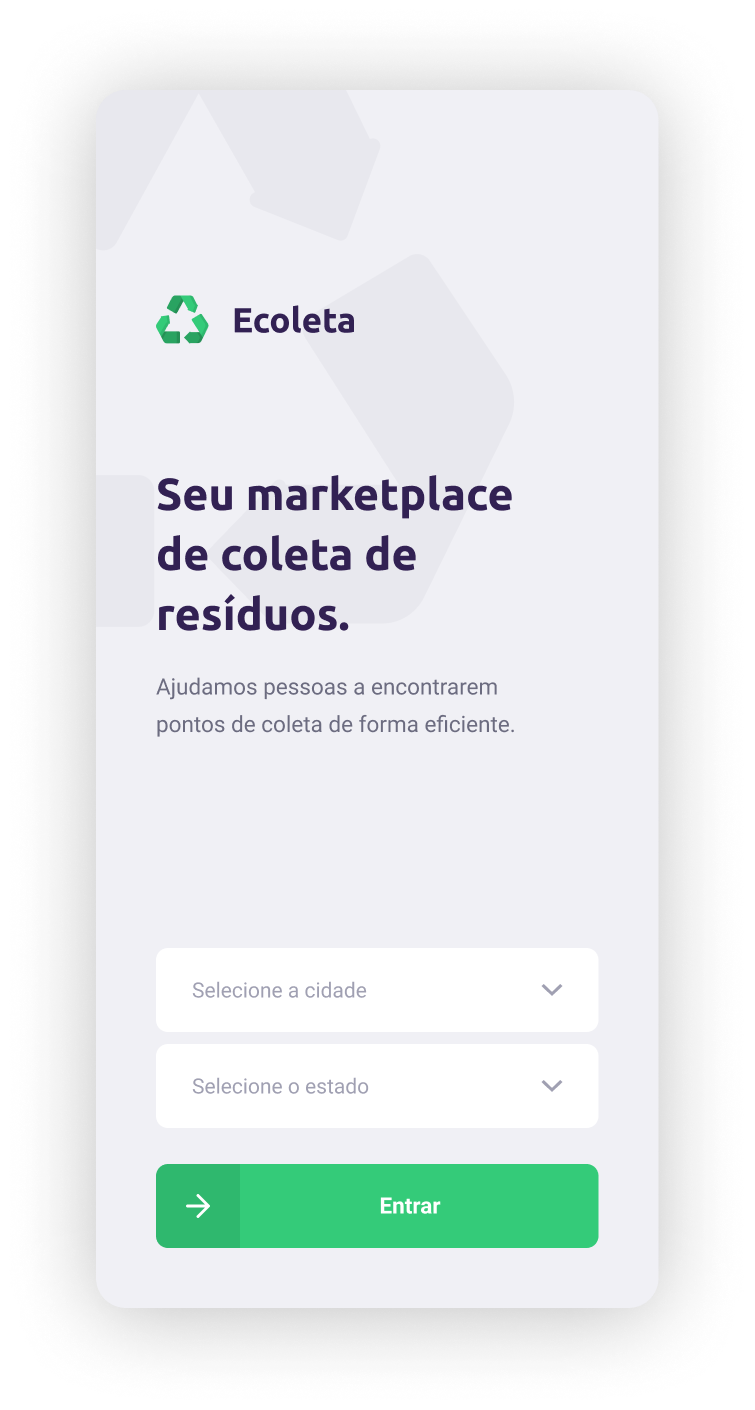 Ecoleta
Seu marketplace
de coleta de
resíduos.
Ajudamos pessoas a encontrarem
pontos de coleta de forma eficiente.
Selecione a cidade
Selecione o estado
Entrar